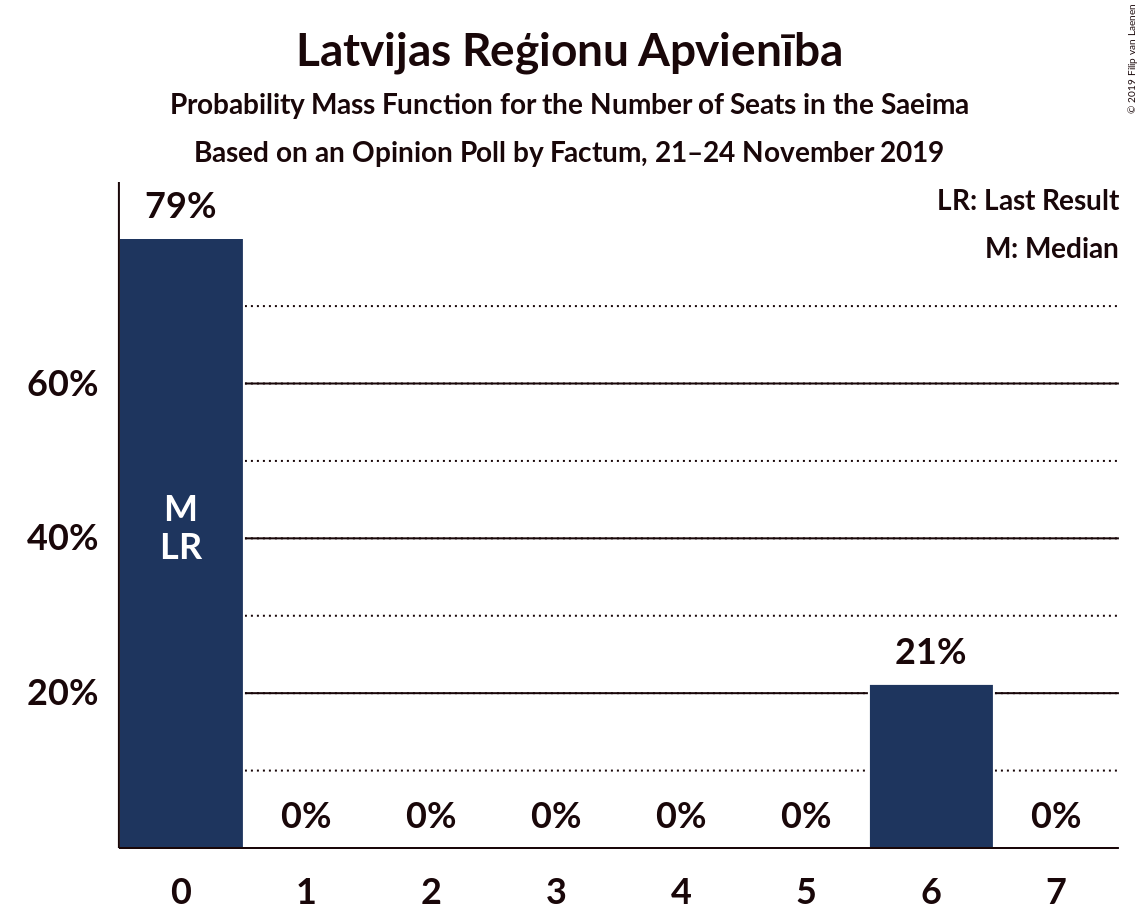 © 2019 Filip van Laenen
Latvijas Reģionu Apvienība
Probability Mass Function for the Number of Seats in the Saeima
Based on an Opinion Poll by Factum, 21–24 November 2019
LR: Last Result
M: Median
79%
60%
40%
20%
M
LR
0%
0%
0%
0%
0%
21%
0%
0
1
2
3
4
5
6
7